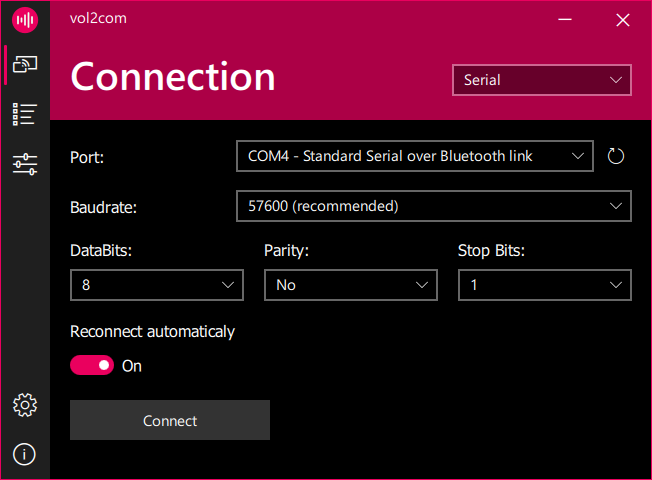 vol2com
Connection
Serial
Port:
COM4 - Standard Serial over Bluetooth link
Baudrate:
57600 (recommended)
DataBits:
Parity:
Stop Bits:
8
No
1
Reconnect automaticaly
On
Connect